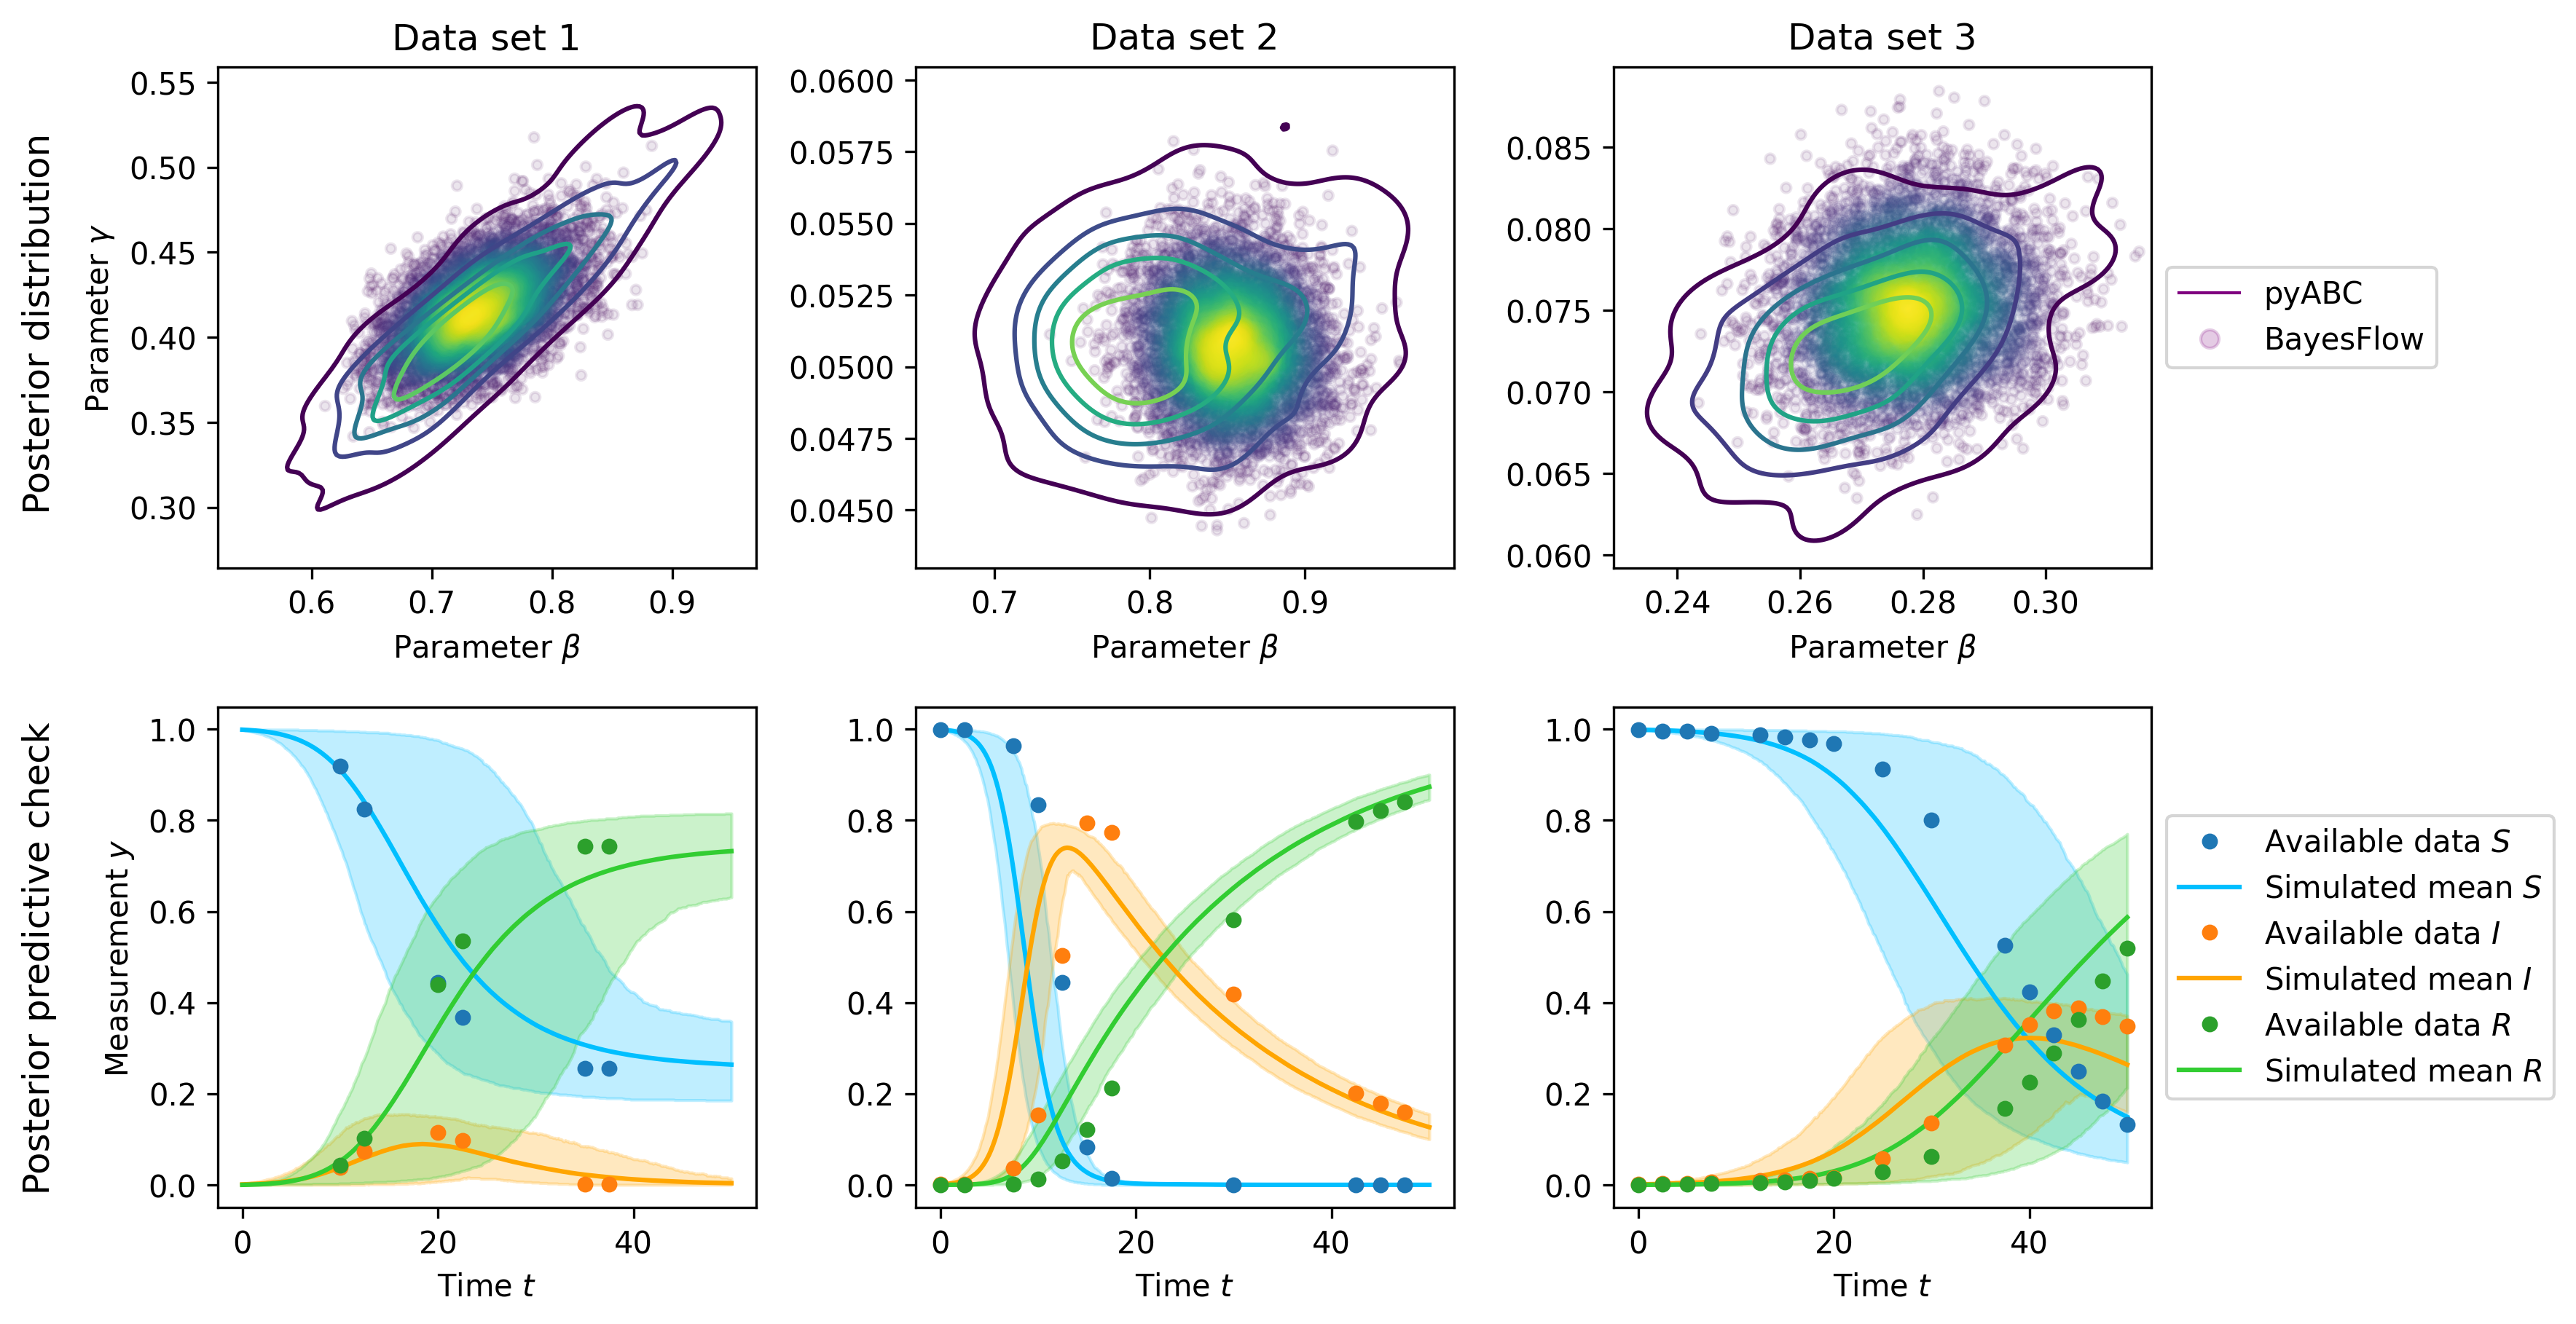 Data set 1
Data set 2
Data set 3
Posterior distribution
Parameter γ
0.55
0.50
0.45
0.40
0.35
0.30
0.6 0.7 0.8 0.9
Parameter β
0.0600
0.0575
0.0550
0.0525
0.0500
0.0475
0.0450
0.7 0.8 0.9
Parameter β
0.085
0.080
0.075
0.070
0.065
0.060
0.24 0.26 0.28 0.30
Parameter β
pyABC
BayesFlow
Posterior predictive check
Measurement y
1.0
0.8
0.6
0.4
0.2
0.0
0 20 40
Time t
1.0
0.8
0.6
0.4
0.2
0.0
0 20 40
Time t
1.0
0.8
0.6
0.4
0.2
0.0
0 20 40
Time t
Available data S
Simulated mean S
Available data I
Simulated mean I
Available data R
Simulated mean R